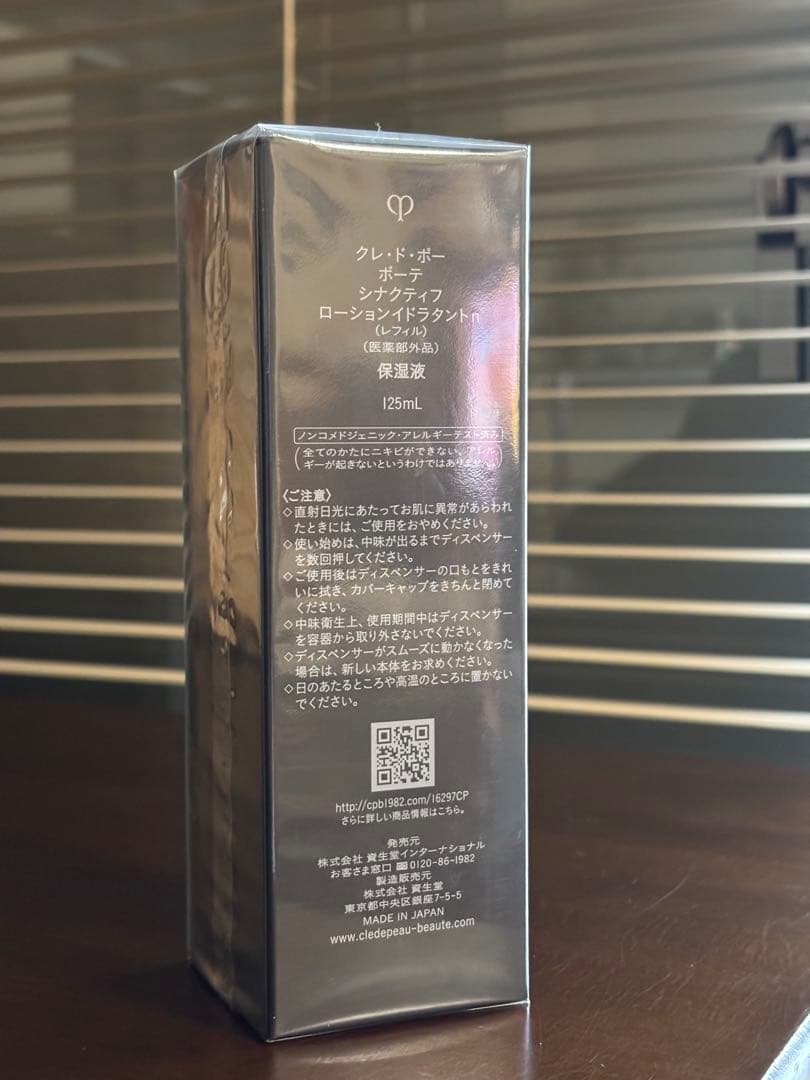 クレ・ド・ポー
ボーテ
シナクティフ
ローションイドラタント n
(レフィル)
(医薬部外品)
保湿液
125mL
ノンコメドジェニック・アレルギーテスト済み
(全てのかたにニキビができない、アレル
ギーが起きないというわけではありません。)
〈ご注意〉
◇直射日光にあたってお肌に異常があらわれ
たときには、ご使用をおやめください。
◇使い始めは、中味が出るまでディスペンサー
を数回押してください。
◇ご使用後はディスペンサーの口もとをきれ
いに拭き、カバーキャップをきちんと閉めて
ください。
◇中味衛生上、使用期間中はディスペンサー
を容器から取り外さないでください。
◇ディスペンサーがスムーズに動かなくなった
場合は、新しい本体をお求めください。
◇日のあたるところや高温のところに置かない
でください。
http://cpb1982.com/16297CP
さらに詳しい商品情報はこちら。
発売元
株式会社 資生堂インターナショナル
お客さま窓口 0120-86-1982
製造販売元
株式会社 資生堂
東京都中央区銀座7-5-5
MADE IN JAPAN
www.cledepeau-beaute.com